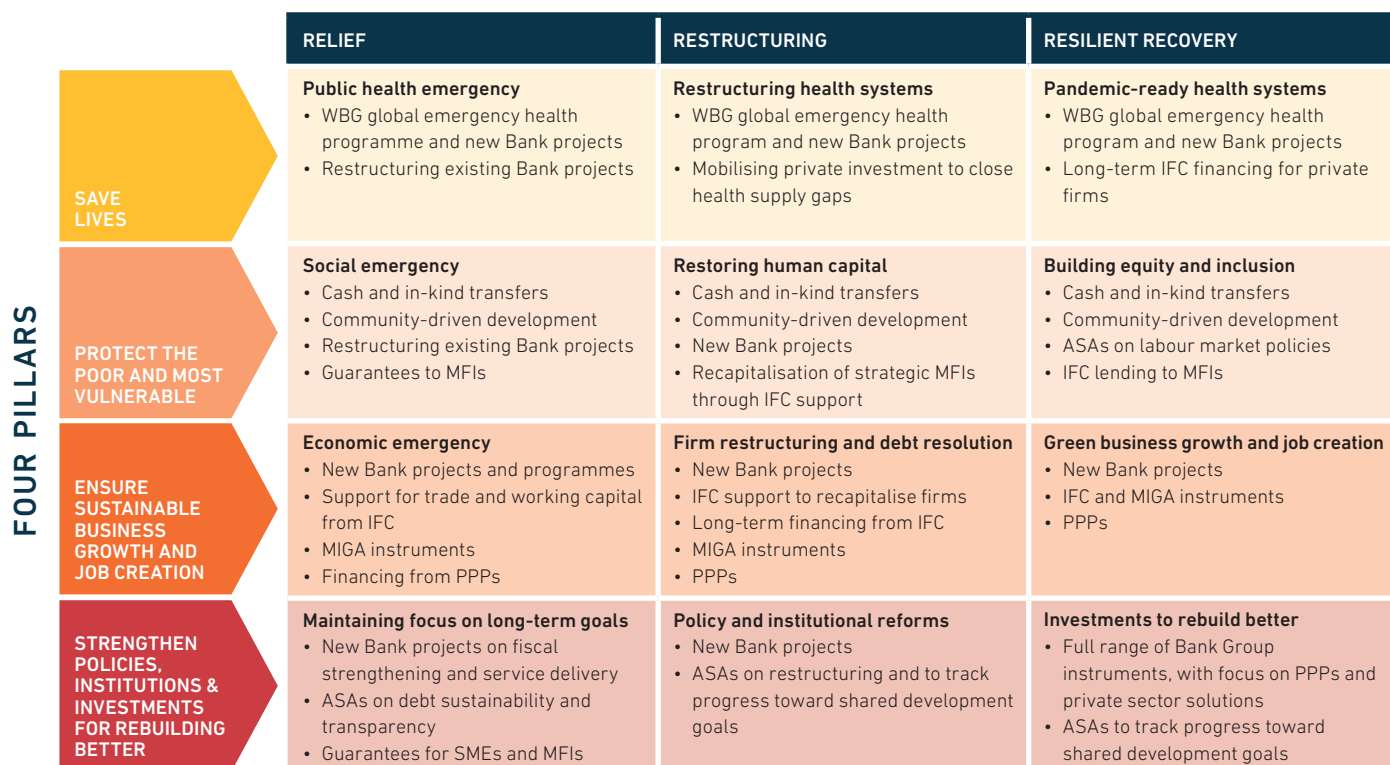 RELIEF
RESTRUCTURING
RESILIENT RECOVERY
FOUR PILLARS
SAVE
LIVES
Public health emergency
• WBG global emergency health
programme and new Bank projects
• Restructuring existing Bank projects
Restructuring health systems
• WBG global emergency health
program and new Bank projects
• Mobilising private investment to close
health supply gaps
Pandemic-ready health systems
• WBG global emergency health
program and new Bank projects
• Long-term IFC financing for private
firms
PROTECT THE
POOR AND MOST
VULNERABLE
Social emergency
• Cash and in-kind transfers
• Community-driven development
• Restructuring existing Bank projects
• Guarantees to MFIs
Restoring human capital
• Cash and in-kind transfers
• Community-driven development
• New Bank projects
• Recapitalisation of strategic MFIs
through IFC support
Building equity and inclusion
• Cash and in-kind transfers
• Community-driven development
• ASAs on labour market policies
• IFC lending to MFIs
ENSURE
SUSTAINABLE
BUSINESS
GROWTH AND
JOB CREATION
Economic emergency
• New Bank projects and programmes
• Support for trade and working capital
from IFC
• MIGA instruments
• Financing from PPPs
Firm restructuring and debt resolution
• New Bank projects
• IFC support to recapitalise firms
• Long-term financing from IFC
• MIGA instruments
• PPPs
Green business growth and job creation
• New Bank projects
• IFC and MIGA instruments
• PPPs
STRENGTHEN
POLICIES,
INSTITUTIONS &
INVESTMENTS
FOR REBUILDING
BETTER
Maintaining focus on long-term goals
• New Bank projects on fiscal
strengthening and service delivery
• ASAs on debt sustainability and
transparency
• Guarantees for SMEs and MFIs
Policy and institutional reforms
• New Bank projects
• ASAs on restructuring and to track
progress toward shared development
goals
Investments to rebuild better
• Full range of Bank Group
instruments, with focus on PPPs and
private sector solutions
• ASAs to track progress toward
shared development goals